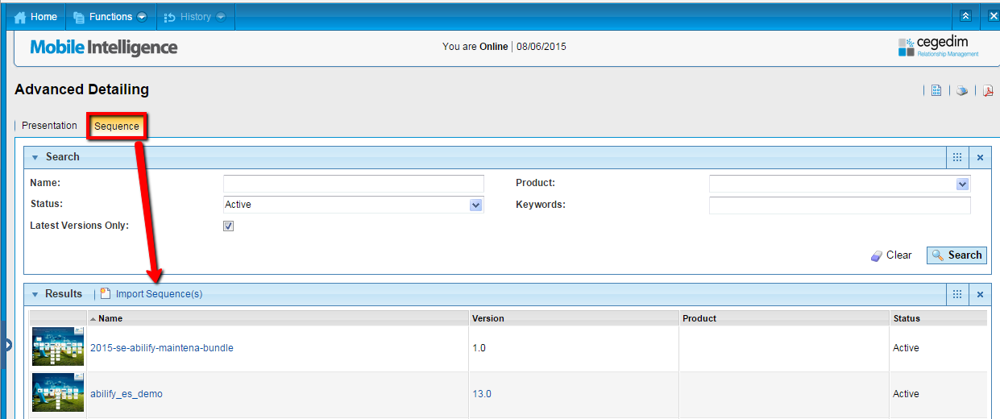 Home Functions History
Mobile Intelligence You are Online 08/06/2015 cegedim
Relationship Management
Advanced Detailing
Presentation Sequence
Search
Name: Product:
Status: Active Keywords:
Latest Versions Only:
Clear Search
Results Import Sequence(s)
Name Version Product Status
2015-se-abilify-maintena-bundle 1.0 Active
abilify_es_demo 13.0 Active